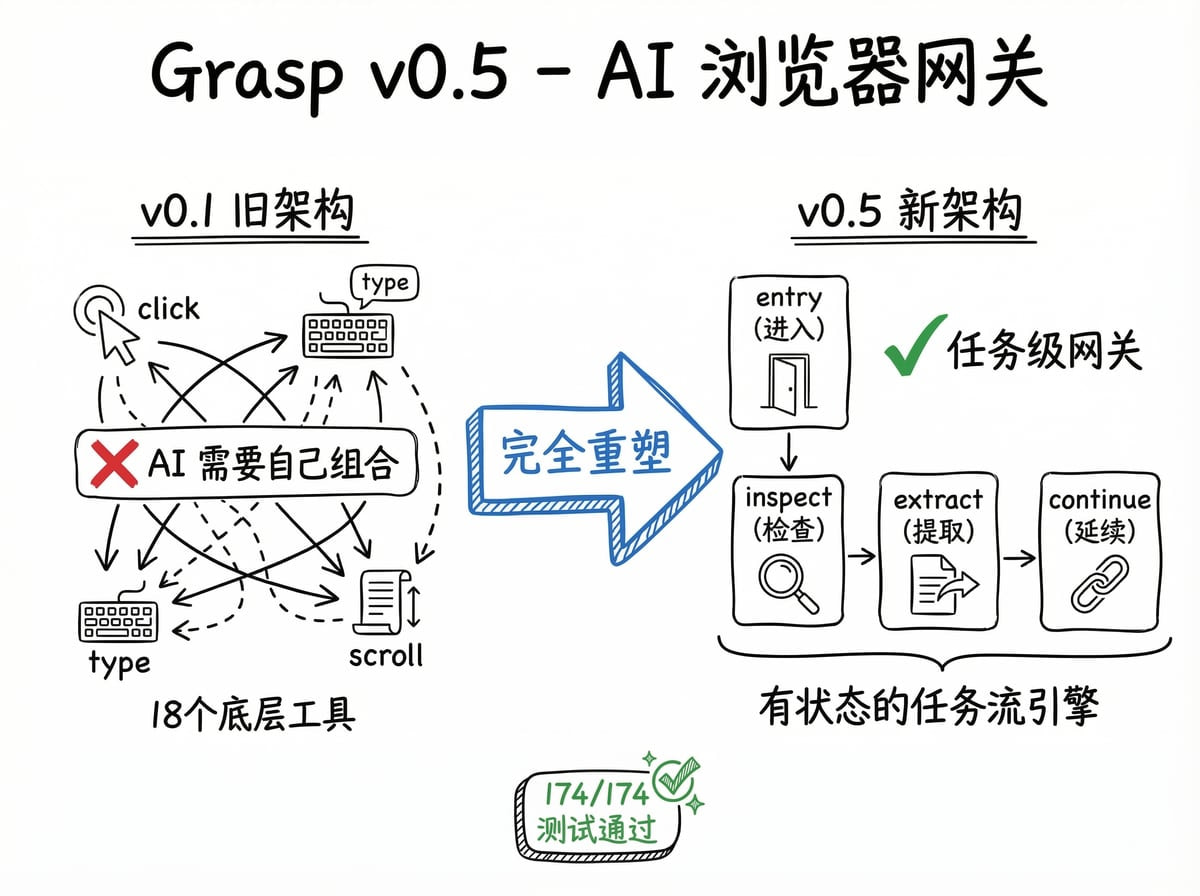 Grasp v0.5 - AI 浏览器网关
v0.1 旧架构
click
type
AI 需要自己组合
type
scroll
18个底层工具
完全重塑
v0.5 新架构
entry
(进入)
任务级网关
inspect
(检查)
extract
(提取)
continue
(延续)
有状态的任务流引擎
174/174
测试通过